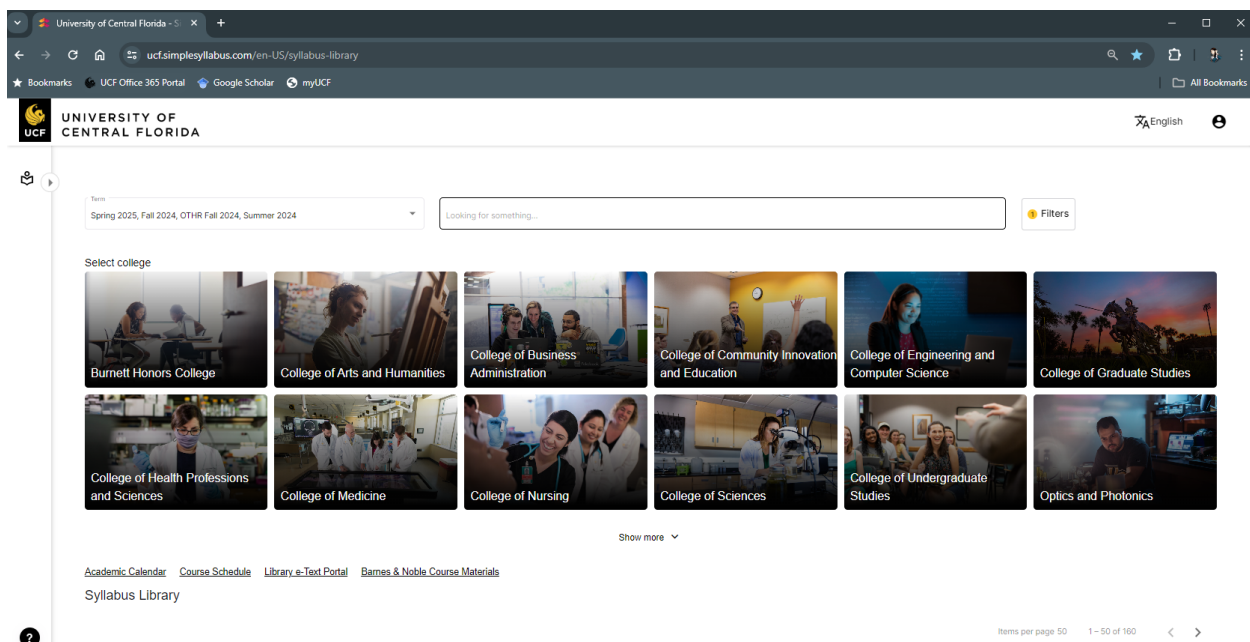 University of Central Florida - S
ucf.simplesyllabus.com/en-US/syllabus-library
Bookmarks UCF Office 365 Portal Google Scholar myUCF All Bookmarks
UCF
UNIVERSITY OF
CENTRAL FLORIDA
English
Term
Spring 2025, Fall 2024, OTHR Fall 2024, Summer 2024
Looking for something...
1 Filters
Select college
Burnett Honors College
College of Arts and Humanities
College of Business
Administration
College of Community Innovation
and Education
College of Engineering and
Computer Science
College of Graduate Studies
College of Health Professions
and Sciences
College of Medicine
College of Nursing
College of Sciences
College of Undergraduate
Studies
Optics and Photonics
Show more
Academic Calendar Course Schedule Library e-Text Portal Barnes & Noble Course Materials
Syllabus Library
Items per page 50 1 – 50 of 160
?